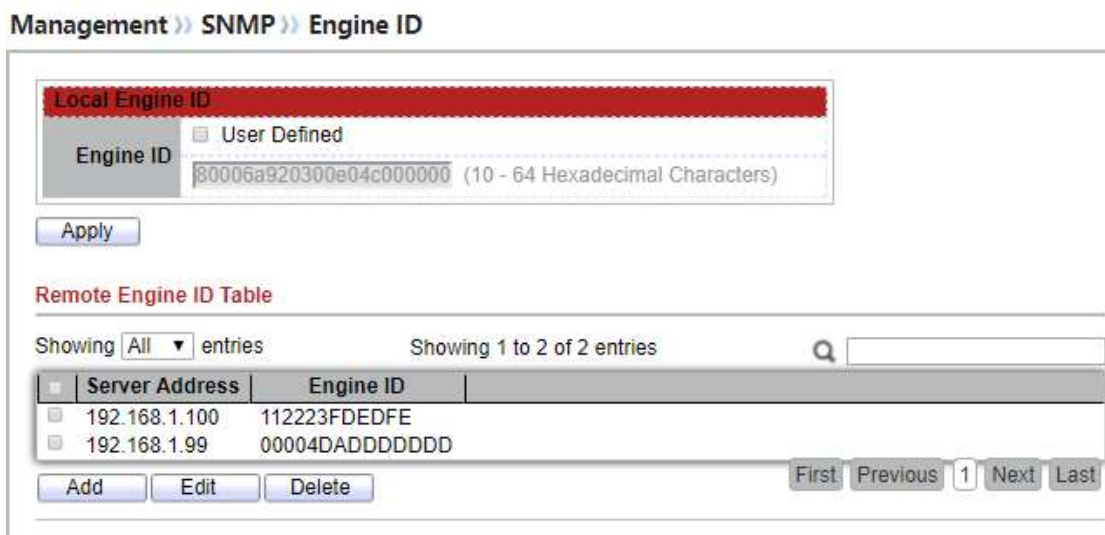 Management » SNMP » Engine ID
Local Engine ID
Engine ID
User Defined
80006a920300e04c000000 (10 - 64 Hexadecimal Characters)
Apply
Remote Engine ID Table
Showing All ▼ entries Showing 1 to 2 of 2 entries
Server Address Engine ID
192.168.1.100 112223FDEDFE
192.168.1.99 00004DADDDDDDD
Add Edit Delete First Previous 1 Next Last